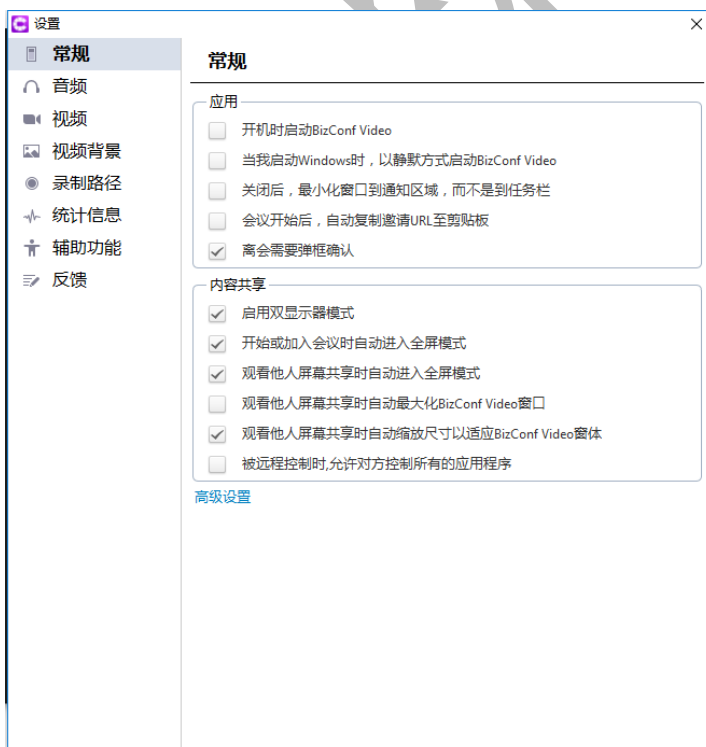 设置
常规
音频
视频
视频背景
录制路径
统计信息
辅助功能
反馈
常规
应用
开机时启动BizConf Video
当我启动Windows时，以静默方式启动BizConf Video
关闭后，最小化窗口到通知区域，而不是到任务栏
会议开始后，自动复制邀请URL至剪贴板
离会需要弹框确认
内容共享
启用双显示器模式
开始或加入会议时自动进入全屏模式
观看他人屏幕共享时自动进入全屏模式
观看他人屏幕共享时自动最大化BizConf Video窗口
观看他人屏幕共享时自动缩放尺寸以适应BizConf Video窗体
被远程控制时,允许对方控制所有的应用程序
高级设置